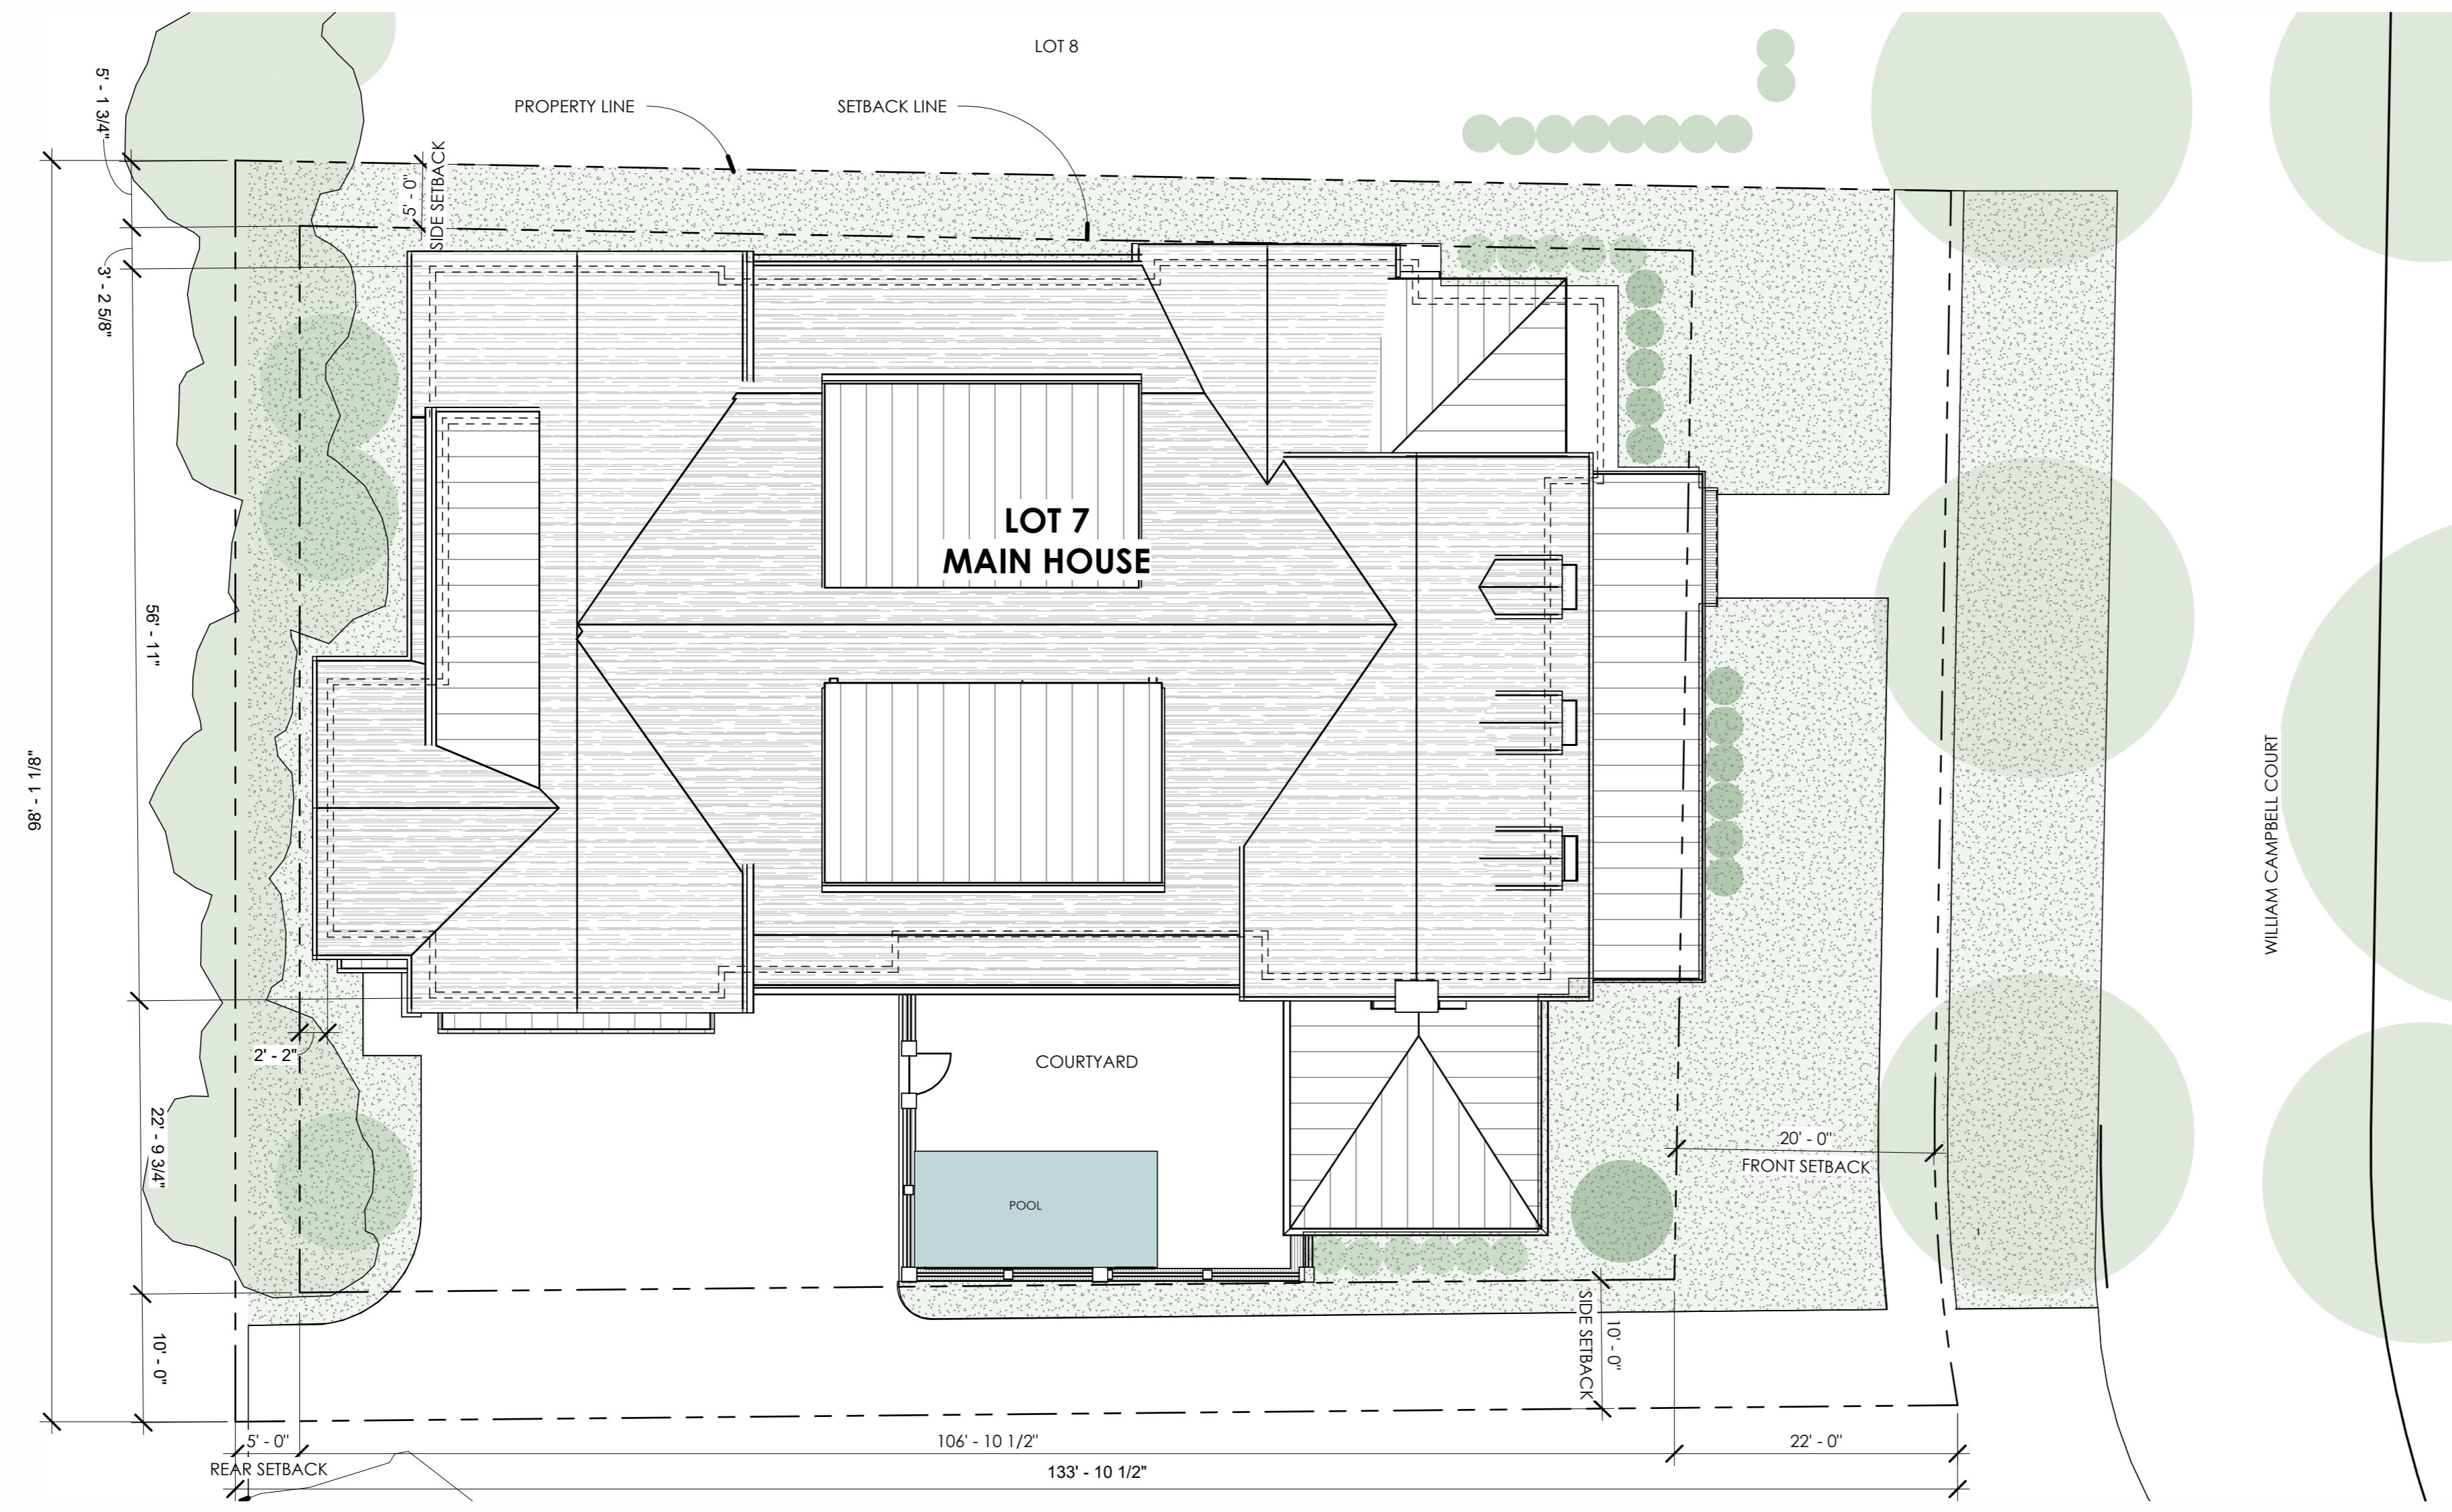 LOT 8
5' - 1 3/4"
PROPERTY LINE
SETBACK LINE
5' - 0"
SIDE SETBACK
3' - 2 5/8"
LOT 7
MAIN HOUSE
56' - 11"
98' - 1 1/8"
WILLIAM CAMPBELL COURT
2' - 2"
COURTYARD
22' - 9 3/4"
20' - 0"
FRONT SETBACK
POOL
10' - 0"
SIDE SETBACK
10' - 0"
5' - 0"
REAR SETBACK
106' - 10 1/2"
22' - 0"
133' - 10 1/2"